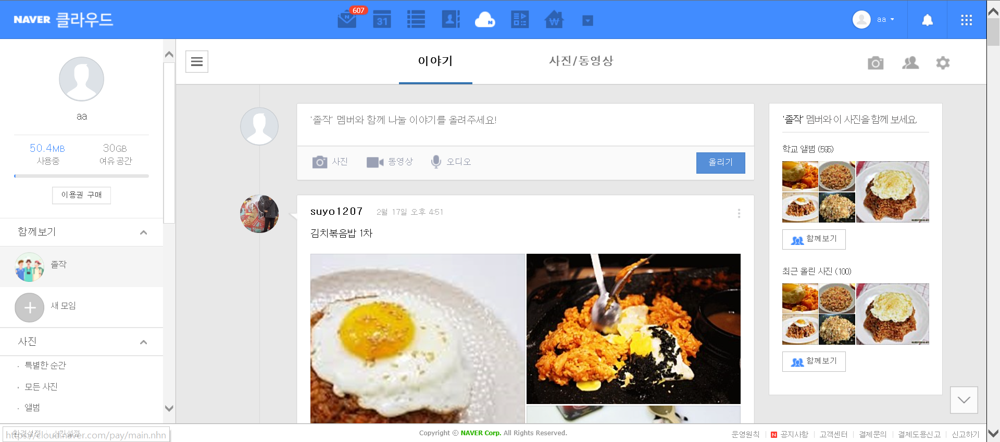 NAVER 클라우드
607
31
aa
이야기
사진/동영상
aa
50.4MB
사용중
30GB
여유 공간
이용권 구매
함께보기
졸작
새 모임
사진
· 특별한 순간
· 모든 사진
· 앨범
'졸작' 멤버와 함께 나눌 이야기를 올려주세요!
사진
동영상
오디오
올리기
suyo1207
2월 17일 오후 4:51
김치볶음밥 1차
'졸작' 멤버와 이 사진을 함께 보세요.
학교 앨범 (595)
함께보기
최근 올린 사진 (100)
함께보기
환경설정 | 스킨설정
https://cloud.naver.com/pay/main.nhn
Copyright © NAVER Corp. All Rights Reserved.
운영원칙 | N 공지사항 | 고객센터 | 결제문의 | 결제도용신고 | 신고하기